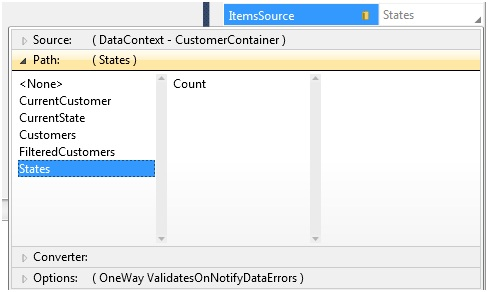 ItemsSource States
Source: ( DataContext - CustomerContainer )
Path: ( States )
<None> Count
CurrentCustomer
CurrentState
Customers
FilteredCustomers
States
Converter:
Options: ( OneWay ValidatesOnNotifyDataErrors )